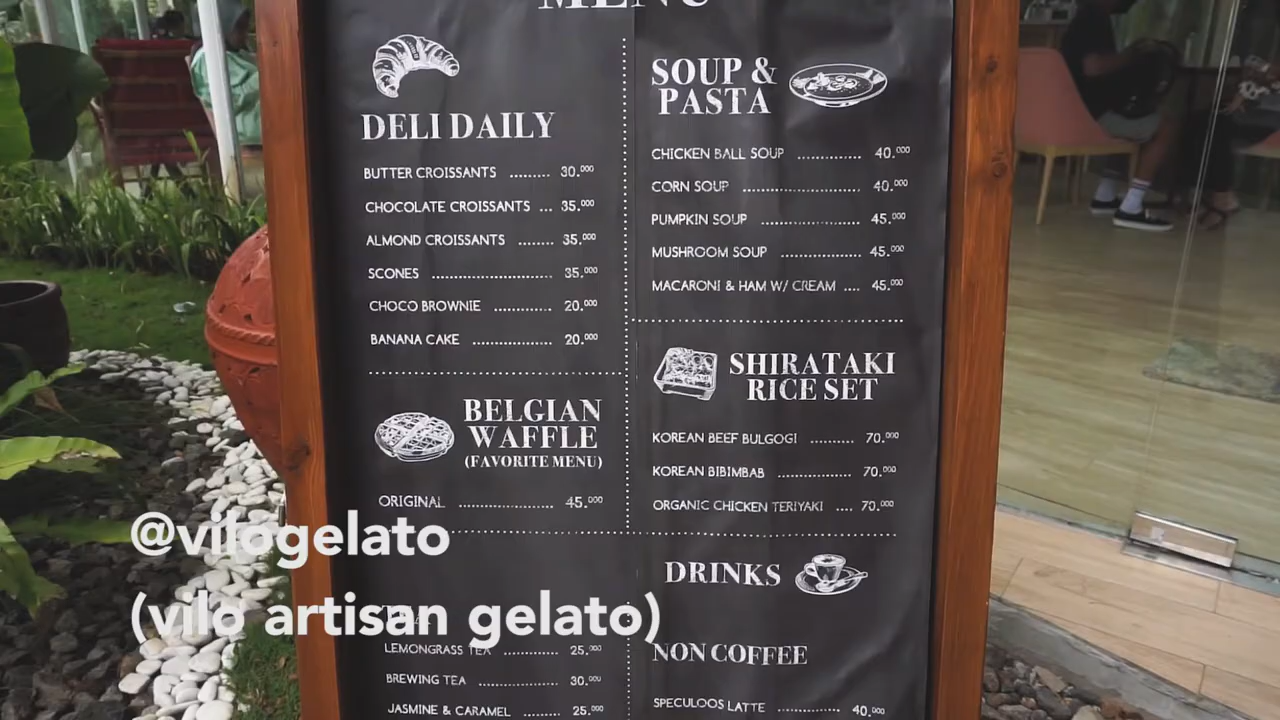 MENU
DELI DAILY
BUTTER CROISSANTS ........ 30.000
CHOCOLATE CROISSANTS ... 35.000
ALMOND CROISSANTS ........ 35.000
SCONES ........................... 35.000
CHOCO BROWNIE ............... 20.000
BANANA CAKE .................. 20.000
BELGIAN
WAFFLE
(FAVORITE MENU)
ORIGINAL ..................... 45.000
LEMONGRASS TEA ............... 25.000
BREWING TEA ..................... 30.000
JASMINE & CARAMEL ............ 25.000
SOUP &
PASTA
CHICKEN BALL SOUP ............. 40.000
CORN SOUP ........................ 40.000
PUMPKIN SOUP ..................... 45.000
MUSHROOM SOUP .................. 45.000
MACARONI & HAM W/ CREAM .... 45.000
SHIRATAKI
RICE SET
KOREAN BEEF BULGOGI .......... 70.000
KOREAN BIBIMBAB .................. 70.000
ORGANIC CHICKEN TERIYAKI .... 70.000
DRINKS
NON COFFEE
SPECULOOS LATTE ............... 40.000
@vilogelato
(vilo artisan gelato)